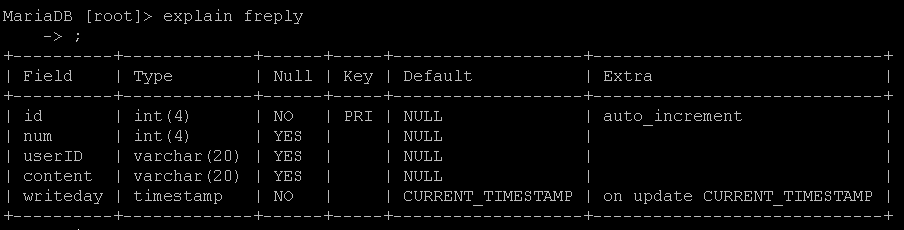 MariaDB [root]> explain freply
    -> ;
+----------+-------------+------+-----+-------------------+-----------------------------+
| Field    | Type        | Null | Key | Default           | Extra                       |
+----------+-------------+------+-----+-------------------+-----------------------------+
| id       | int(4)      | NO   | PRI | NULL              | auto_increment              |
| num      | int(4)      | YES  |     | NULL              |                             |
| userID   | varchar(20) | YES  |     | NULL              |                             |
| content  | varchar(20) | YES  |     | NULL              |                             |
| writeday | timestamp   | NO   |     | CURRENT_TIMESTAMP | on update CURRENT_TIMESTAMP |
+----------+-------------+------+-----+-------------------+-----------------------------+